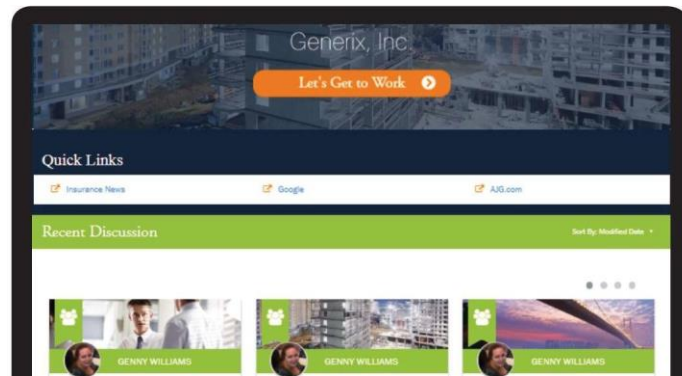 Generix, Inc.
Let's Get to Work
Quick Links
Insurance News
Google
AJG.com
Recent Discussion
Sort By: Modified Date
GENNY WILLIAMS
GENNY WILLIAMS
GENNY WILLIAMS